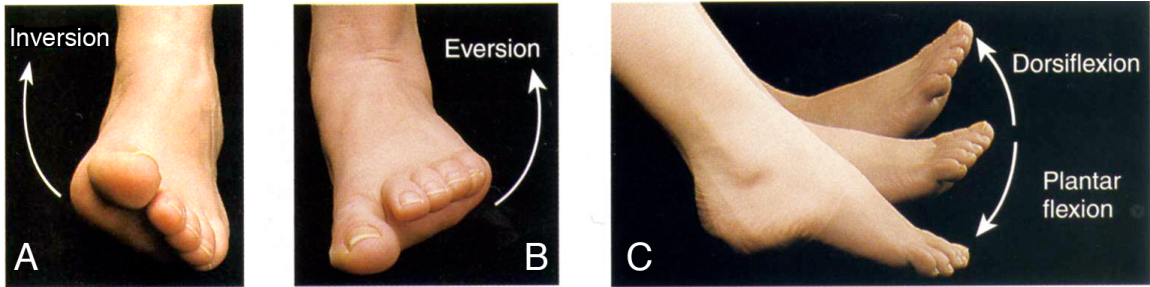 Inversion
A
Eversion
B
Dorsiflexion
Plantar
flexion
C